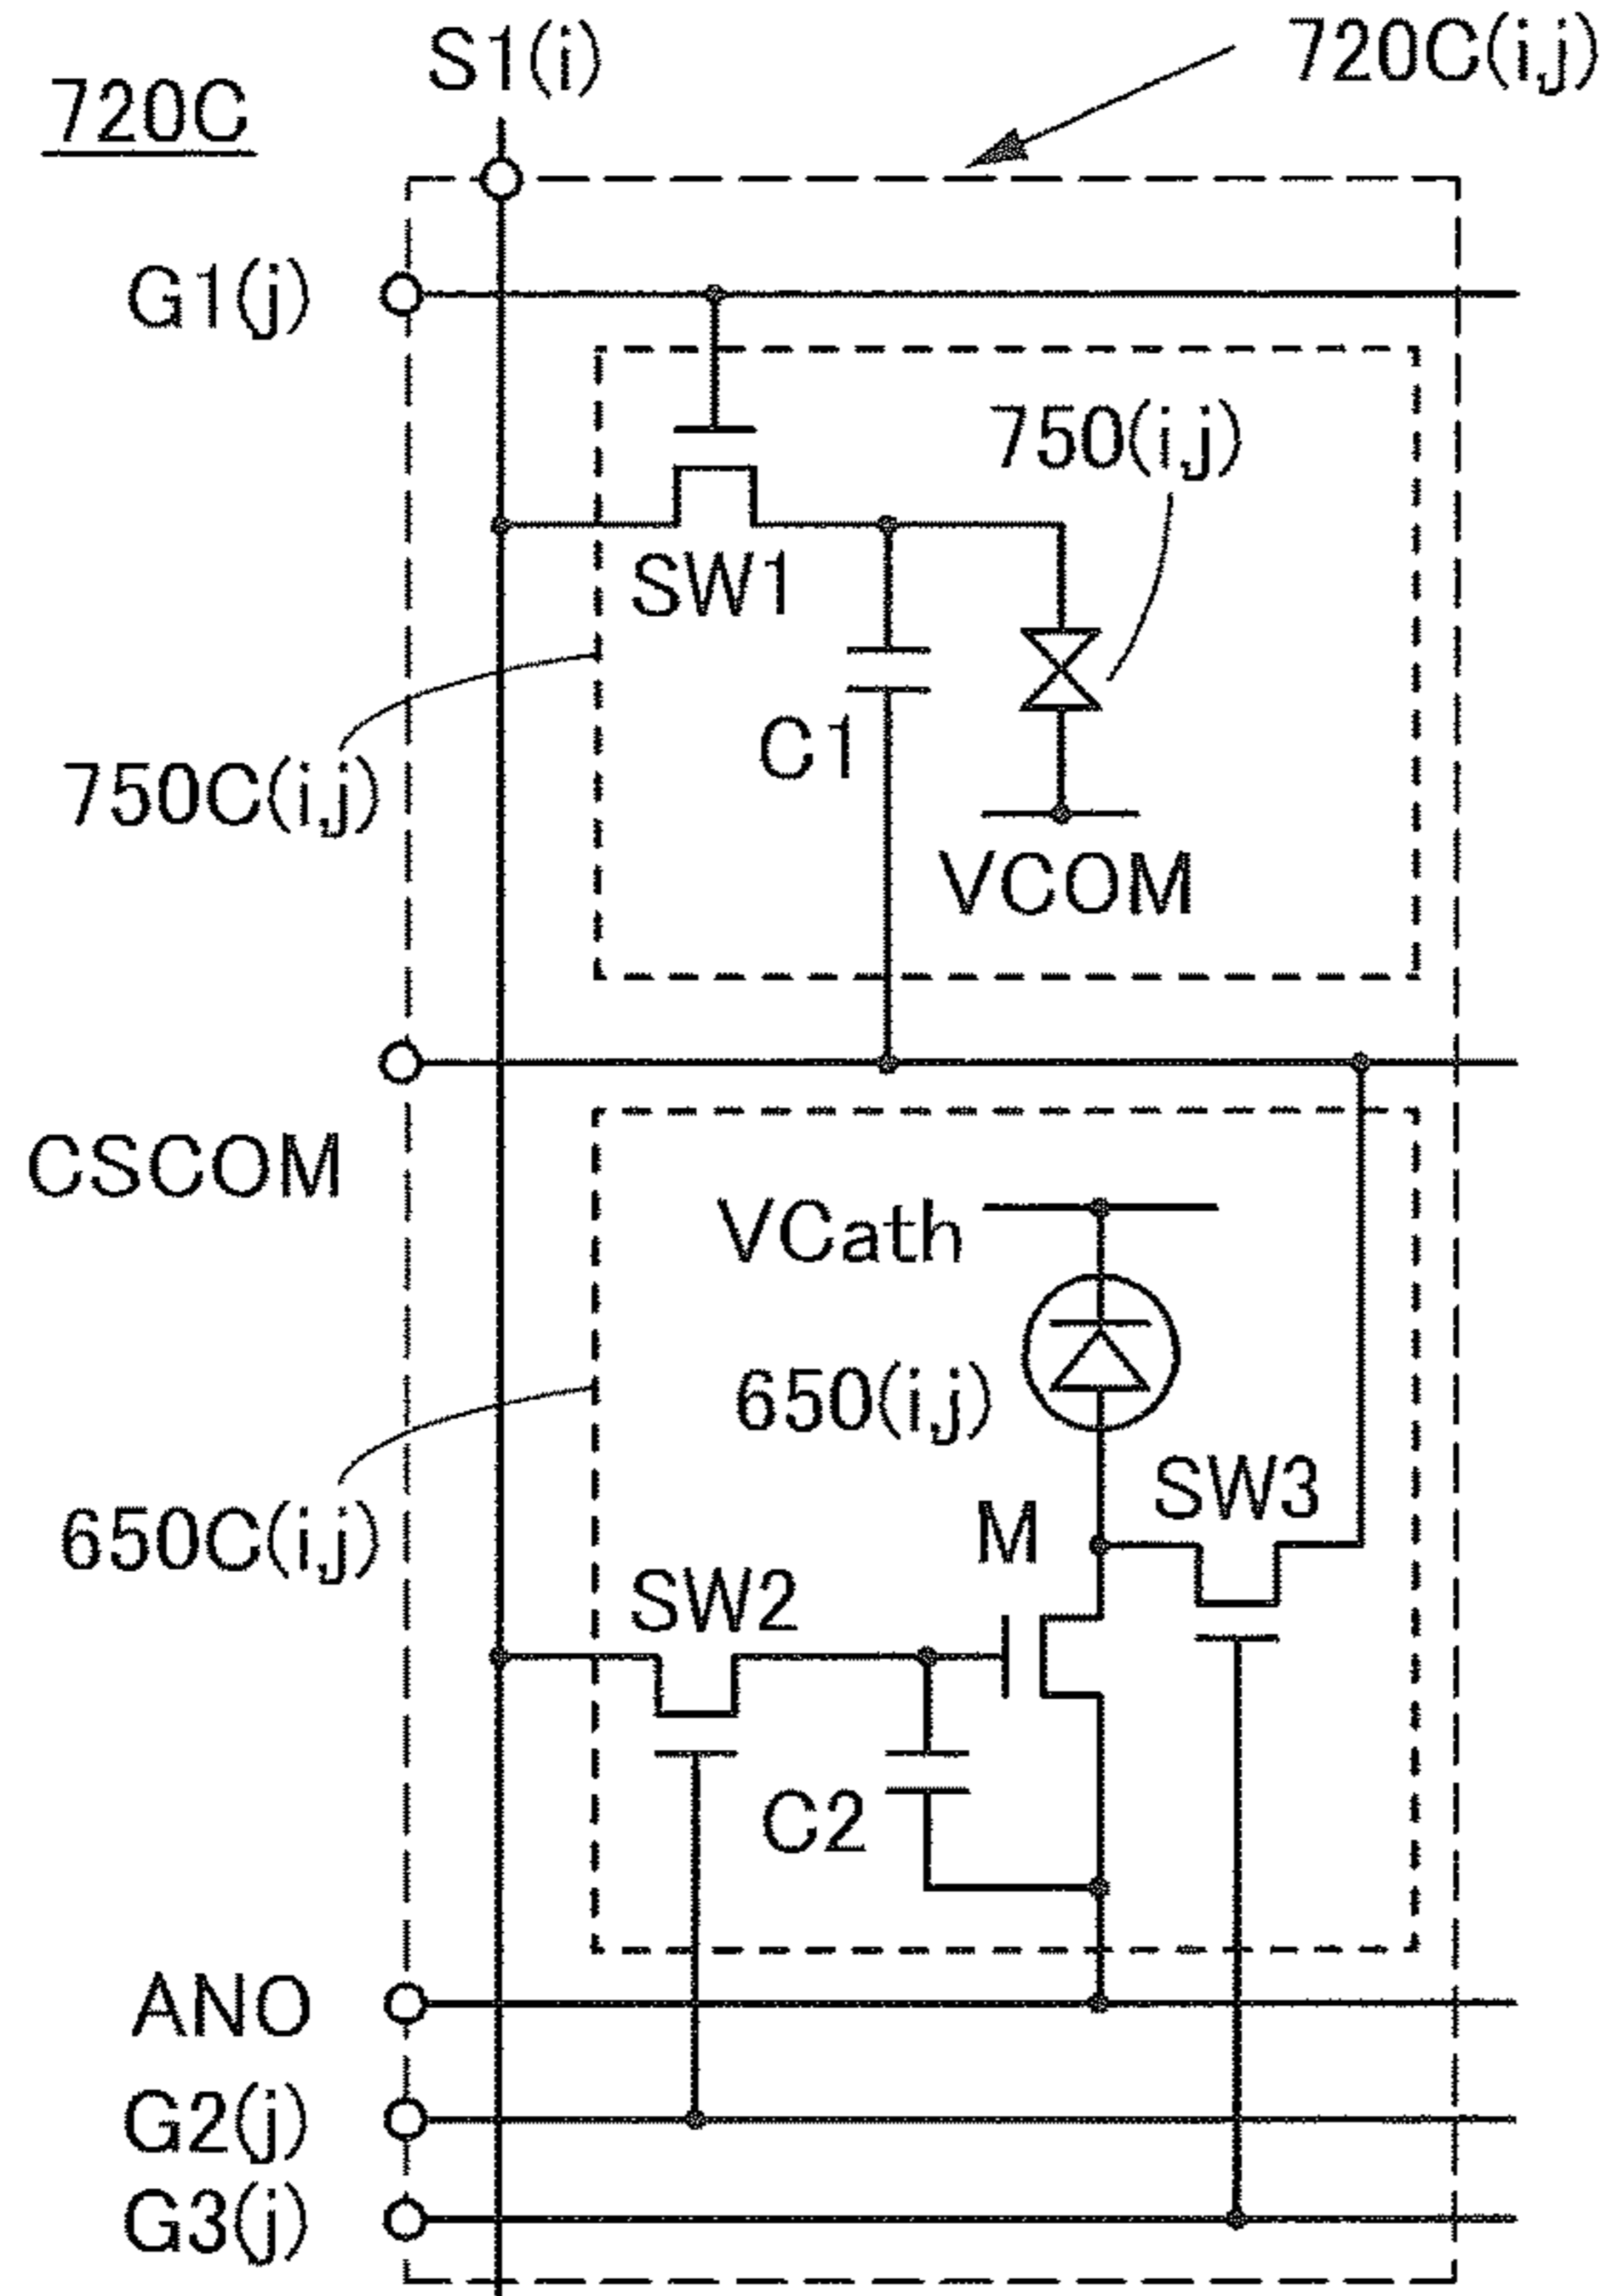 S1(i)
720C(i,j)
720C
G1(j)
750(i,j)
SW1
C1
750C(i,j)
VCOM
CSCOM
VCath
650(i,j)
SW3
M
650C(i,j)
SW2
C2
ANO
G2(j)
G3(j)